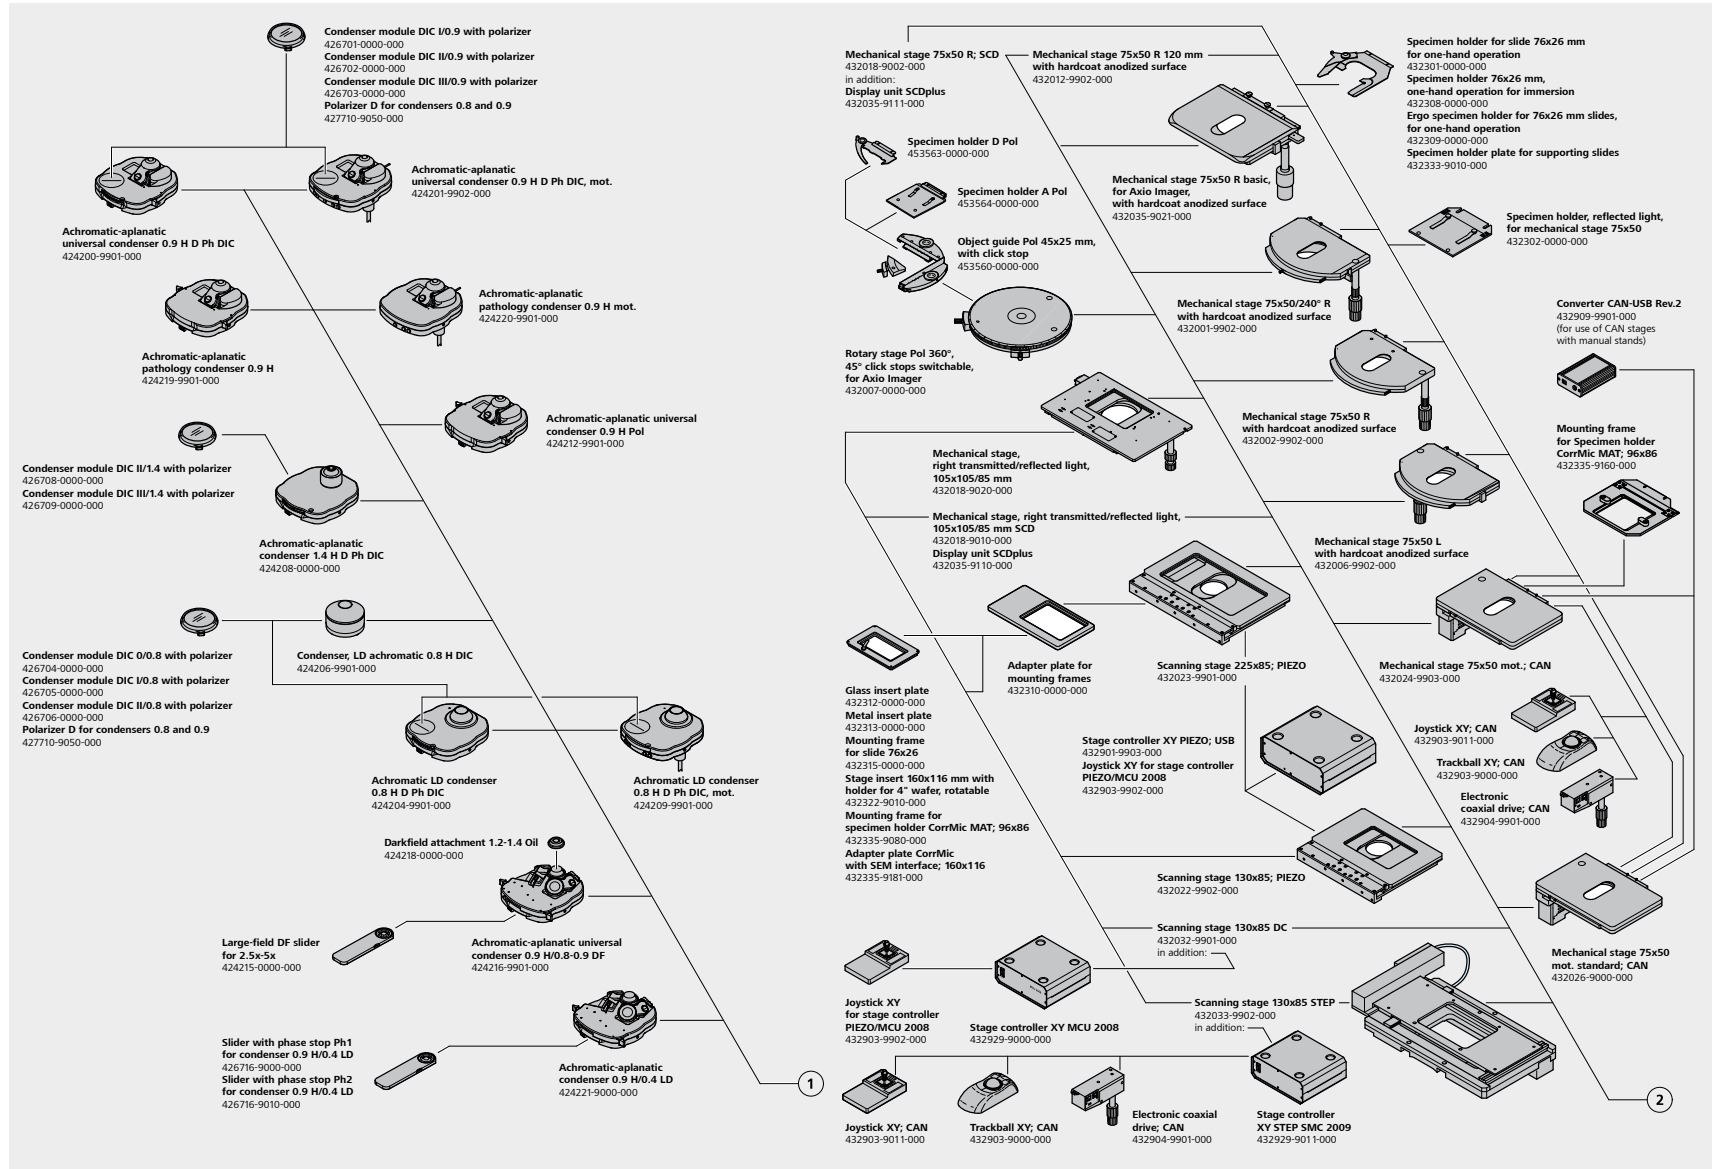 Condenser module DIC I/0.9 with polarizer
426701-0000-000
Condenser module DIC II/0.9 with polarizer
426702-0000-000
Condenser module DIC III/0.9 with polarizer
426703-0000-000
Polarizer D for condensers 0.8 and 0.9
427710-9050-000
Achromatic-aplanatic
universal condenser 0.9 H D Ph DIC, mot.
424201-9902-000
Achromatic-aplanatic
universal condenser 0.9 H D Ph DIC
424200-9901-000
Achromatic-aplanatic
pathology condenser 0.9 H mot.
424220-9901-000
Achromatic-aplanatic
pathology condenser 0.9 H
424219-9901-000
Achromatic-aplanatic universal
condenser 0.9 H Pol
424212-9901-000
Condenser module DIC II/1.4 with polarizer
426708-0000-000
Condenser module DIC III/1.4 with polarizer
426709-0000-000
Achromatic-aplanatic
condenser 1.4 H D Ph DIC
424208-0000-000
Condenser module DIC 0/0.8 with polarizer
426704-0000-000
Condenser module DIC I/0.8 with polarizer
426705-0000-000
Condenser module DIC II/0.8 with polarizer
426706-0000-000
Polarizer D for condensers 0.8 and 0.9
427710-9050-000
Condenser, LD achromatic 0.8 H DIC
424206-9901-000
Achromatic LD condenser
0.8 H D Ph DIC
424204-9901-000
Achromatic LD condenser
0.8 H D Ph DIC, mot.
424209-9901-000
Darkfield attachment 1.2-1.4 Oil
424218-0000-000
Large-field DF slider
for 2.5x-5x
424215-0000-000
Achromatic-aplanatic universal
condenser 0.9 H/0.8-0.9 DF
424216-9901-000
Slider with phase stop Ph1
for condenser 0.9 H/0.4 LD
426716-9000-000
Slider with phase stop Ph2
for condenser 0.9 H/0.4 LD
426716-9010-000
Achromatic-aplanatic
condenser 0.9 H/0.4 LD
424221-9000-000
1
Mechanical stage 75x50 R; SCD
432018-9002-000
in addition:
Display unit SCDplus
432035-9111-000
Mechanical stage 75x50 R 120 mm
with hardcoat anodized surface
432012-9902-000
Specimen holder for slide 76x26 mm
for one-hand operation
432301-0000-000
Specimen holder 76x26 mm,
one-hand operation for immersion
432308-0000-000
Ergo specimen holder for 76x26 mm slides,
for one-hand operation
432309-0000-000
Specimen holder plate for supporting slides
432333-9010-000
Specimen holder D Pol
453563-0000-000
Specimen holder A Pol
453564-0000-000
Mechanical stage 75x50 R basic,
for Axio Imager,
with hardcoat anodized surface
432035-9021-000
Specimen holder, reflected light,
for mechanical stage 75x50
432302-0000-000
Object guide Pol 45x25 mm,
with click stop
453560-0000-000
Mechanical stage 75x50/240° R
with hardcoat anodized surface
432001-9902-000
Converter CAN-USB Rev.2
432909-9901-000
(for use of CAN stages
with manual stands)
Rotary stage Pol 360°,
45° click stops switchable,
for Axio Imager
432007-0000-000
Mechanical stage 75x50 R
with hardcoat anodized surface
432002-9902-000
Mounting frame
for Specimen holder
CorrMic MAT; 96x86
432335-9160-000
Mechanical stage,
right transmitted/reflected light,
105x105/85 mm
432018-9020-000
Mechanical stage, right transmitted/reflected light,
105x105/85 mm SCD
432018-9010-000
Display unit SCDplus
432035-9110-000
Mechanical stage 75x50 L
with hardcoat anodized surface
432006-9902-000
Adapter plate for
mounting frames
432310-0000-000
Scanning stage 225x85; PIEZO
432023-9901-000
Mechanical stage 75x50 mot.; CAN
432024-9903-000
Glass insert plate
432312-0000-000
Metal insert plate
432313-0000-000
Mounting frame
for slide 76x26
432315-0000-000
Stage insert 160x116 mm with
holder for 4" wafer, rotatable
432322-9010-000
Mounting frame for
specimen holder CorrMic MAT; 96x86
432335-9080-000
Adapter plate CorrMic
with SEM interface; 160x116
432335-9181-000
Stage controller XY PIEZO; USB
432901-9903-000
Joystick XY for stage controller
PIEZO/MCU 2008
432903-9902-000
Joystick XY; CAN
432903-9011-000
Trackball XY; CAN
432903-9000-000
Electronic
coaxial drive; CAN
432904-9901-000
Scanning stage 130x85; PIEZO
432022-9902-000
Scanning stage 130x85 DC
432032-9901-000
in addition:
Mechanical stage 75x50
mot. standard; CAN
432026-9000-000
Joystick XY
for stage controller
PIEZO/MCU 2008
432903-9902-000
Stage controller XY MCU 2008
432929-9000-000
Scanning stage 130x85 STEP
432033-9902-000
in addition:
Joystick XY; CAN
432903-9011-000
Trackball XY; CAN
432903-9000-000
Electronic coaxial
drive; CAN
432904-9901-000
Stage controller
XY STEP SMC 2009
432929-9011-000
2